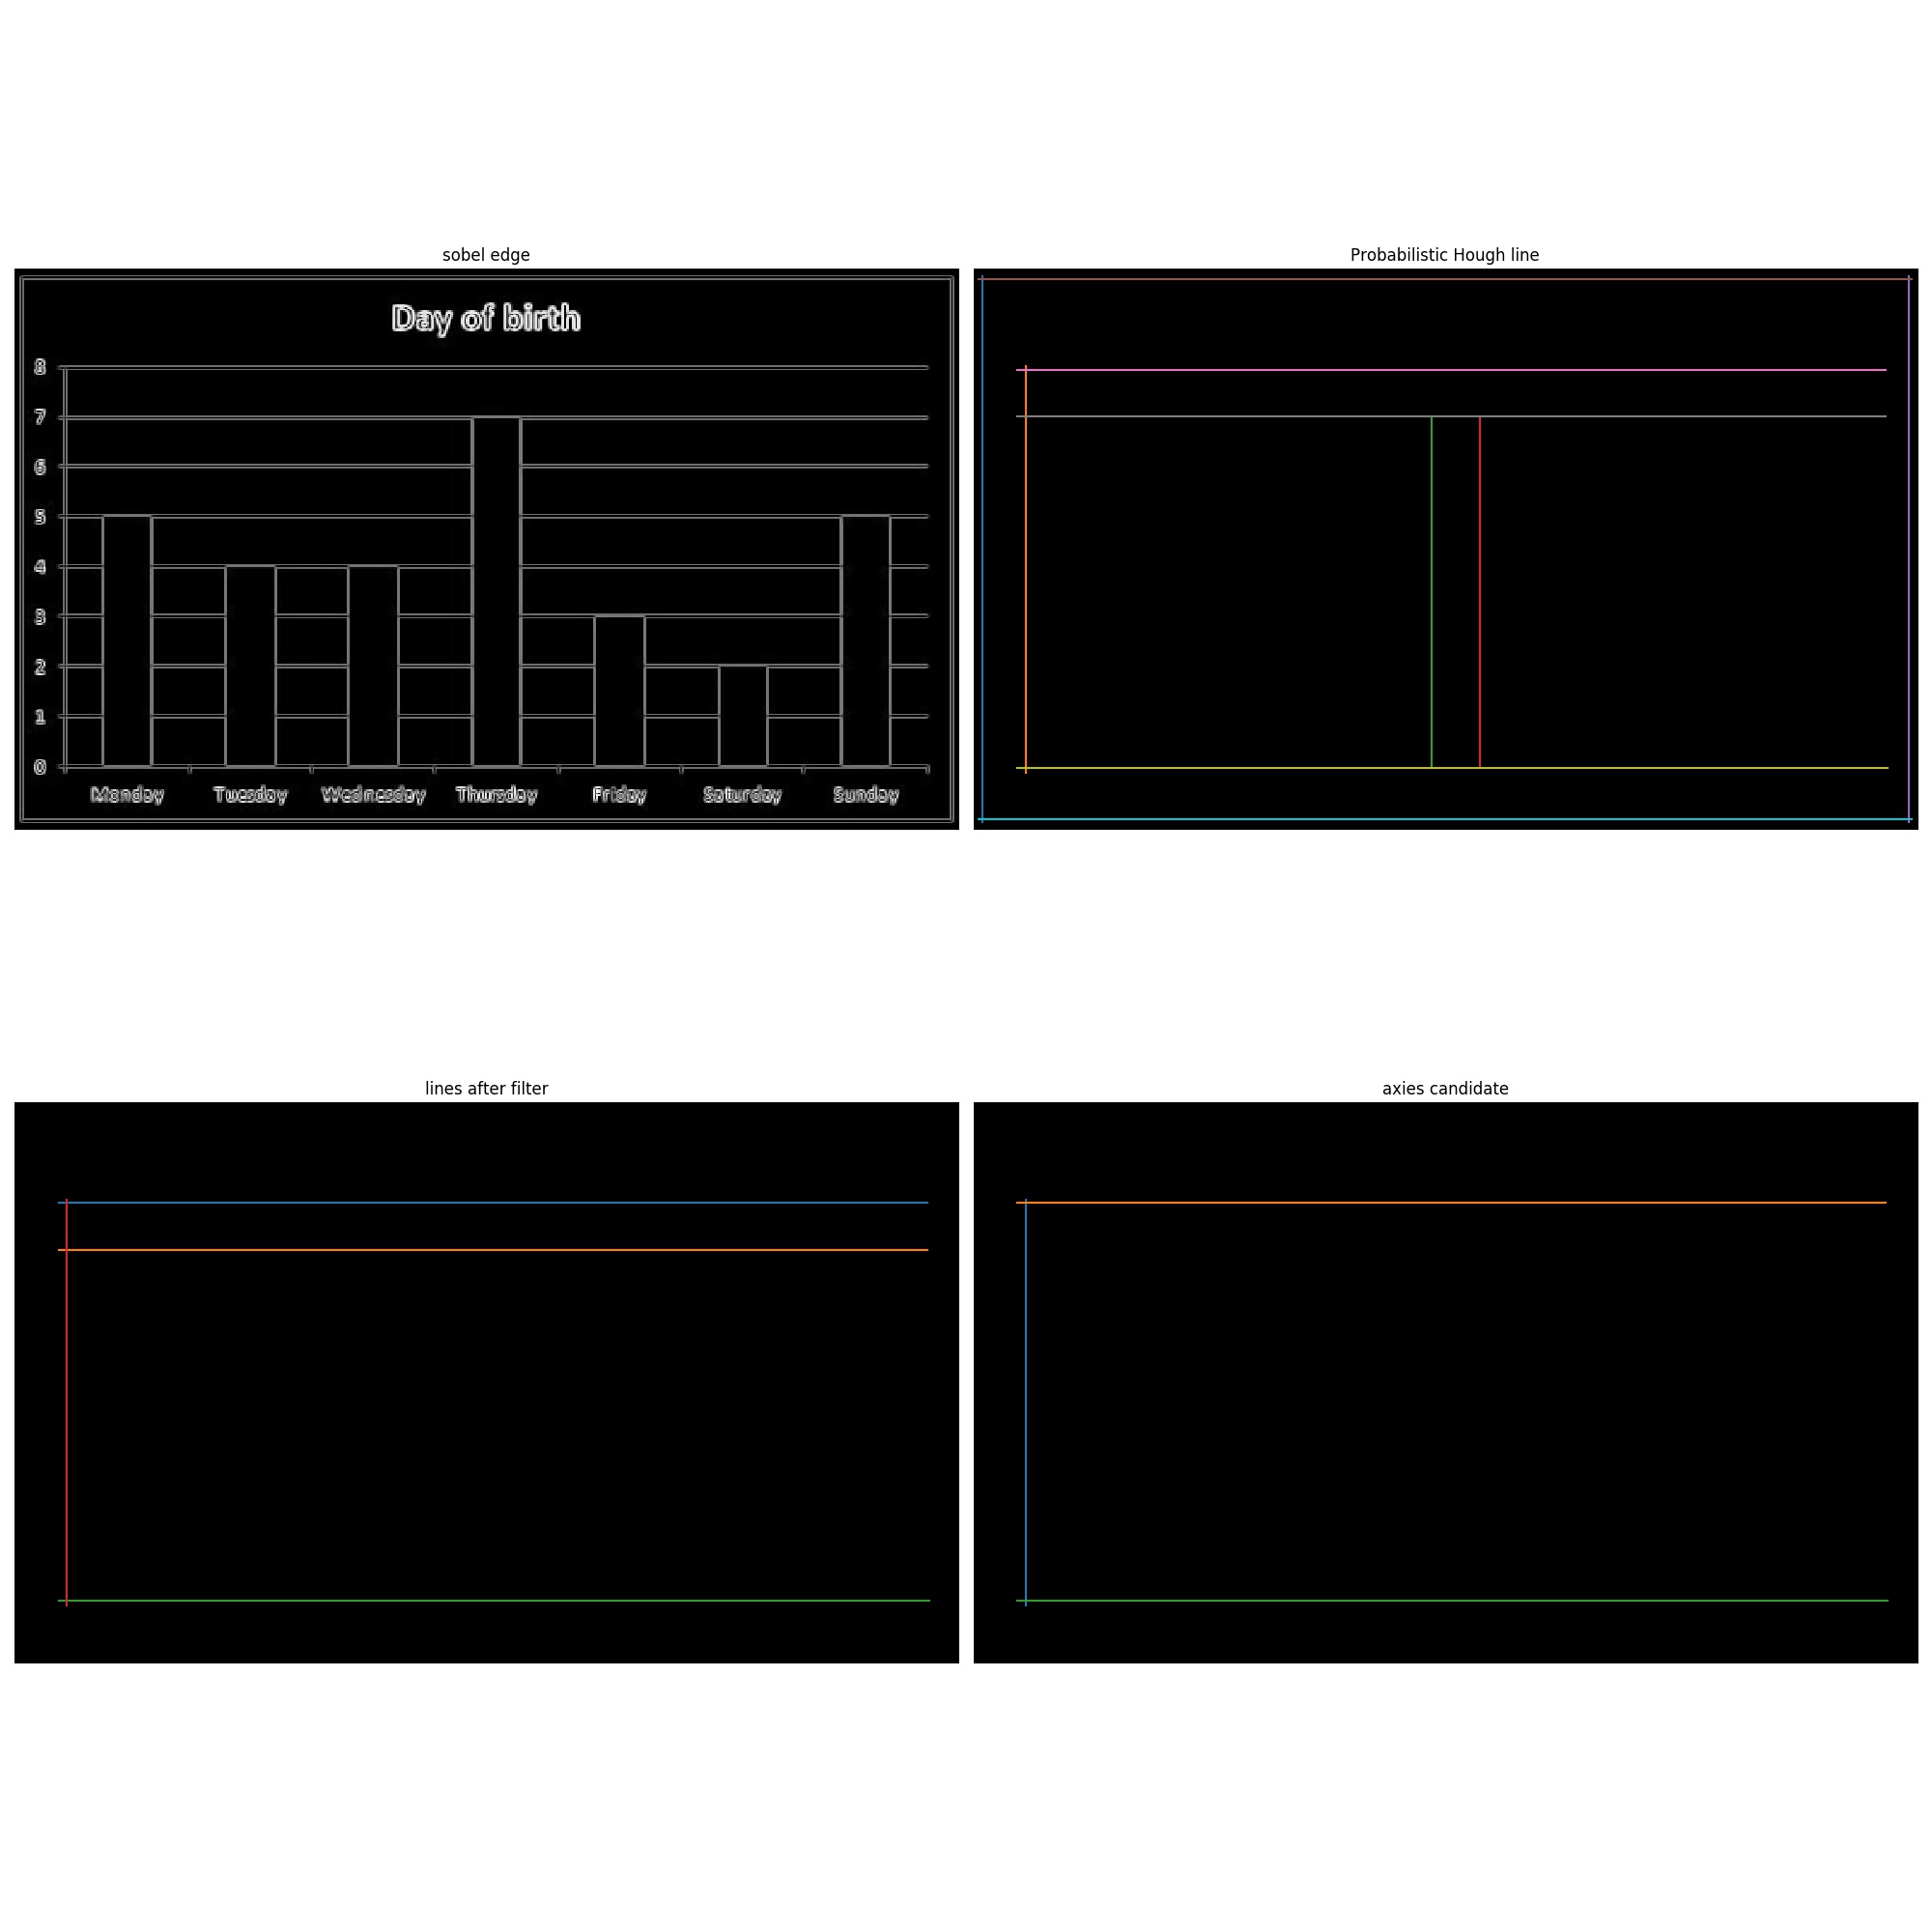 sobel edge
Day of birth
8
7
6
5
4
3
2
1
0
Monday Tuesday Wednesday Thursday Friday Saturday Sunday
Probabilistic Hough line
lines after filter
axies candidate